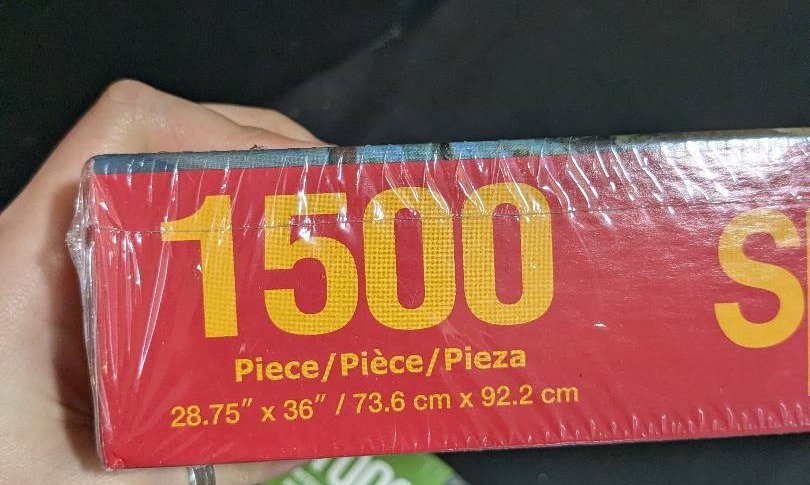 1500
Piece/Pièce/Pieza
28.75” x 36” / 73.6 cm x 92.2 cm
S